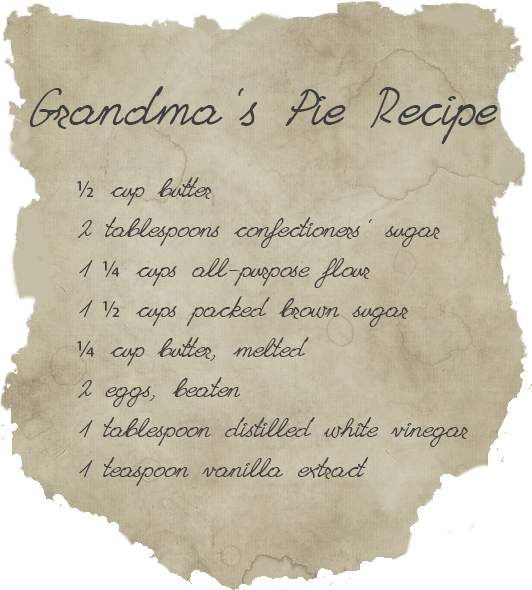 Grandma's Pie Recipe
½ cup butter
2 tablespoons confectioners' sugar
1 ¼ cups all-purpose flour
1 ½ cups packed brown sugar
¼ cup butter, melted
2 eggs, beaten
1 tablespoon distilled white vinegar
1 teaspoon vanilla extract